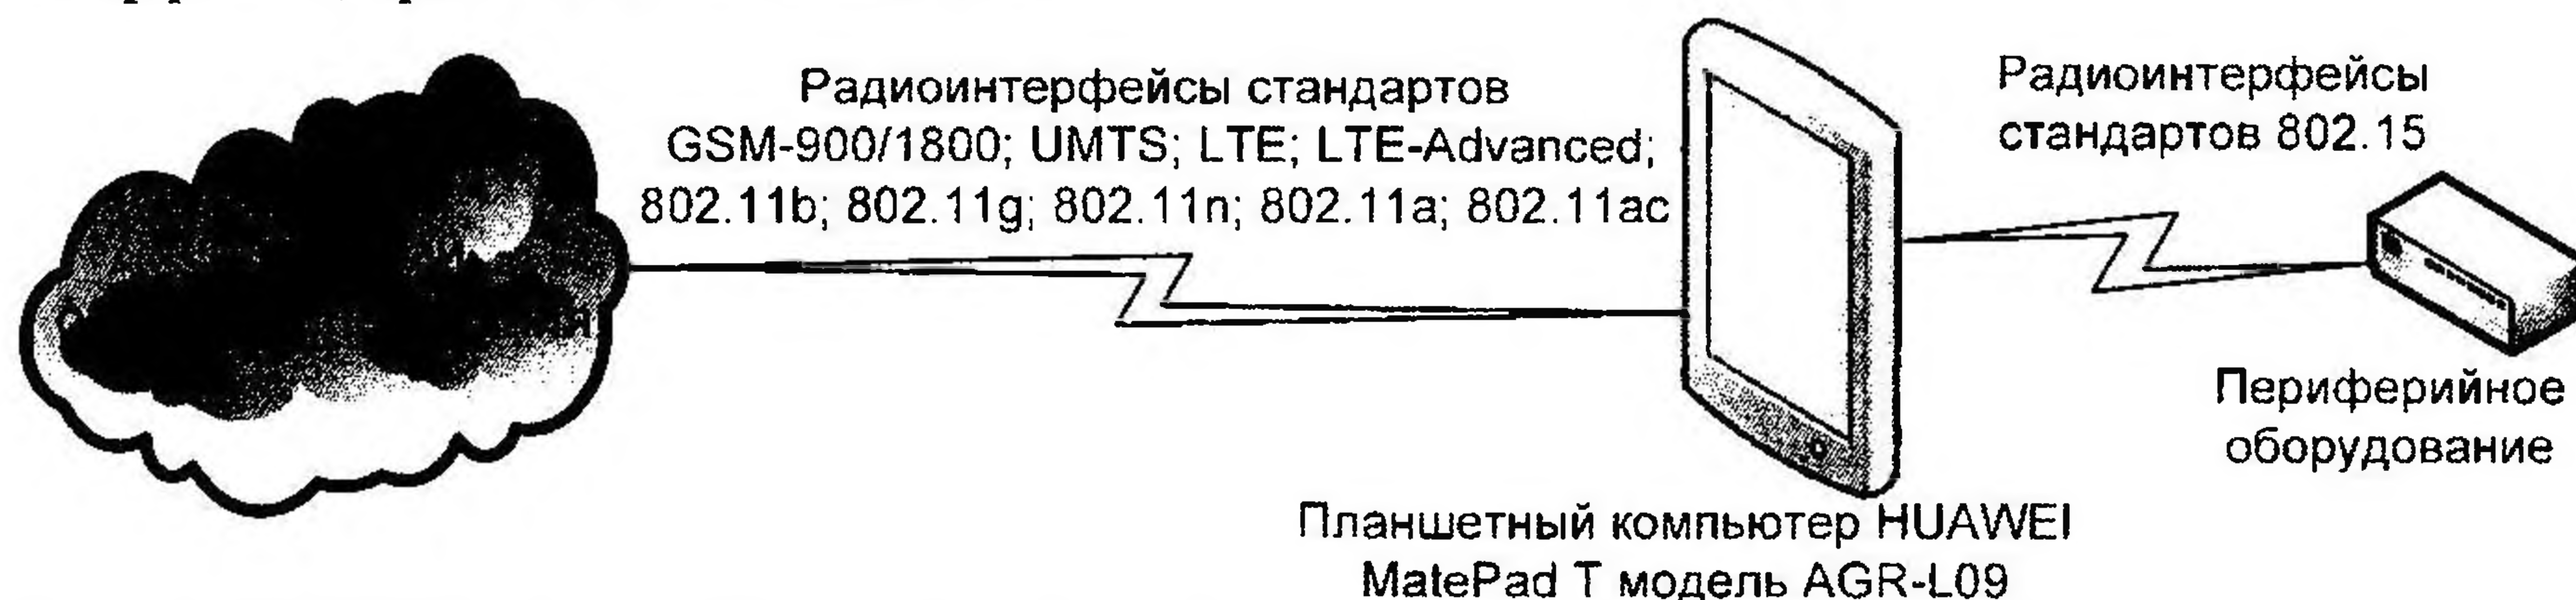 Радиоинтерфейсы стандартов
GSM-900/1800; UMTS; LTE; LTE-Advanced;
802.11b; 802.11g; 802.11n; 802.11a; 802.11ac
Радиоинтерфейсы
стандартов 802.15
Периферийное
оборудование
Планшетный компьютер HUAWEI
MatePad T модель AGR-L09